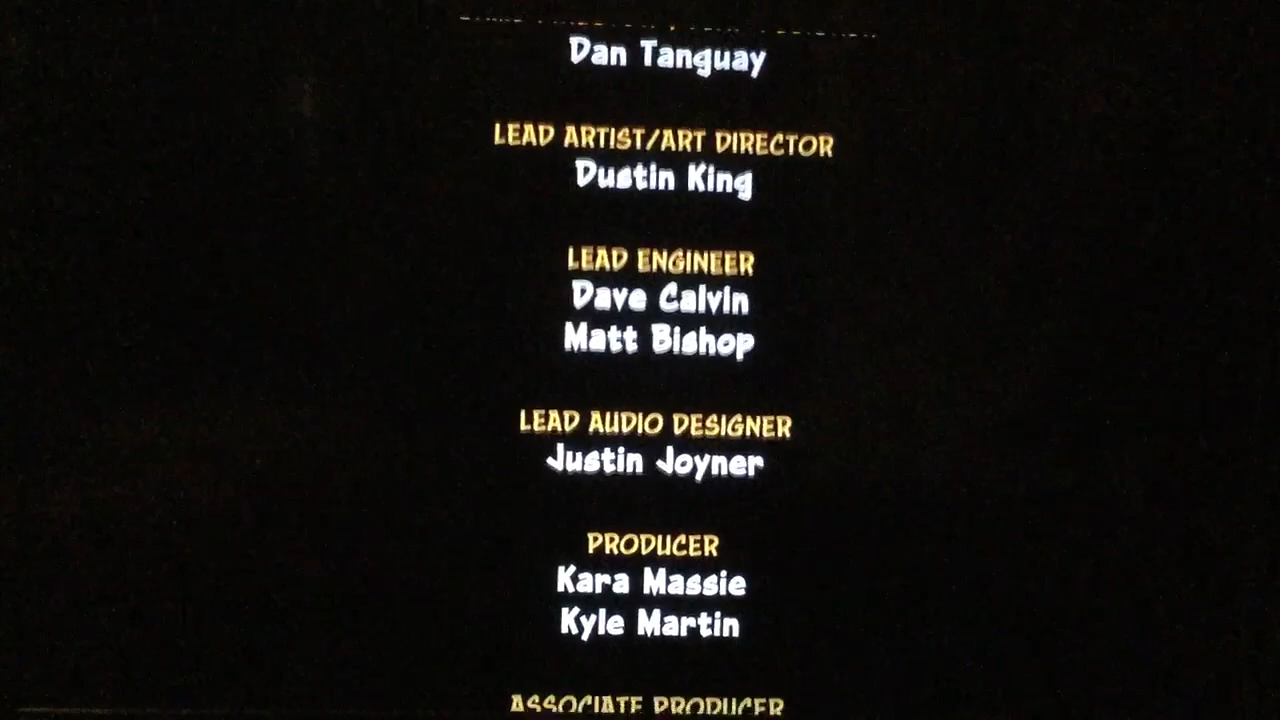 Dan Tanguay
LEAD ARTIST/ART DIRECTOR
Dustin King
LEAD ENGINEER
Dave Calvin
Matt Bishop
LEAD AUDIO DESIGNER
Justin Joyner
PRODUCER
Kara Massie
Kyle Martin
ASSOCIATE PRODUCER